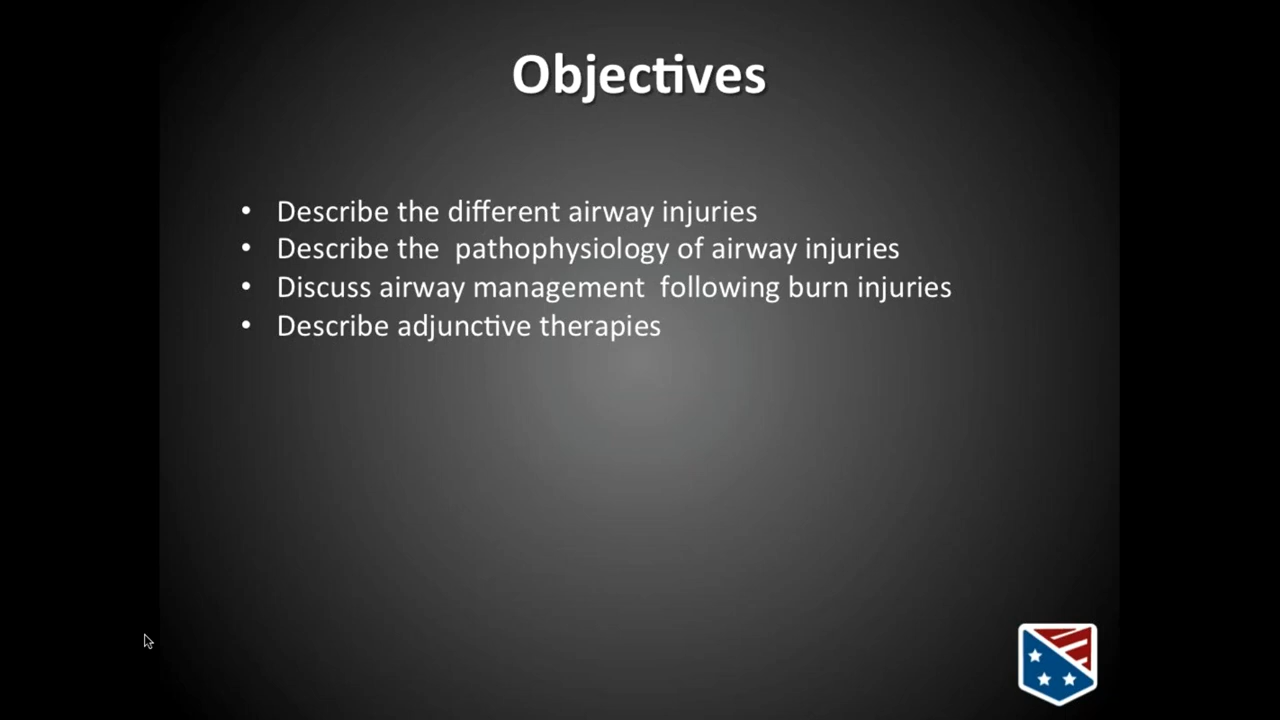 Objectives
• Describe the different airway injuries
• Describe the  pathophysiology of airway injuries
• Discuss airway management  following burn injuries
• Describe adjunctive therapies